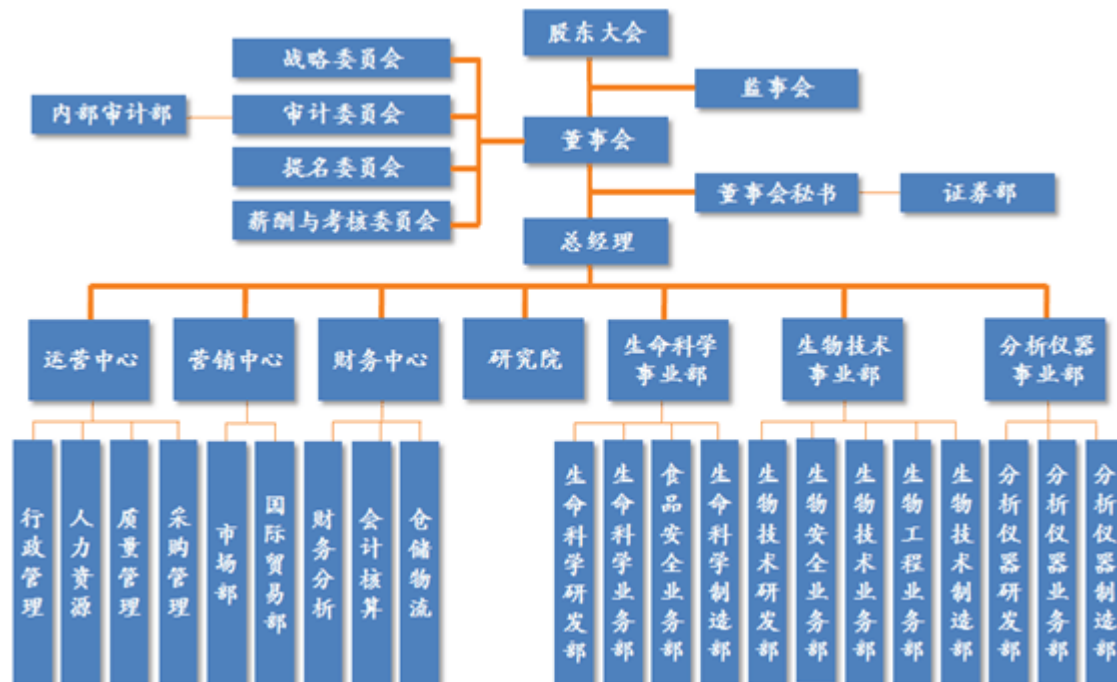 股东大会
战略委员会
监事会
内部审计部
审计委员会
董事会
提名委员会
董事会秘书
证券部
薪酬与考核委员会
总经理
运营中心
营销中心
财务中心
研究院
生命科学
事业部
生物技术
事业部
分析仪器
事业部
行政管理
人力资源
质量管理
采购管理
市场部
国际贸易部
财务分析
会计核算
仓储物流
生命科学研发部
生命科学业务部
食品安全业务部
生命科学制造部
生物技术研发部
生物安全业务部
生物技术业务部
生物工程业务部
生物技术制造部
分析仪器研发部
分析仪器业务部
分析仪器制造部